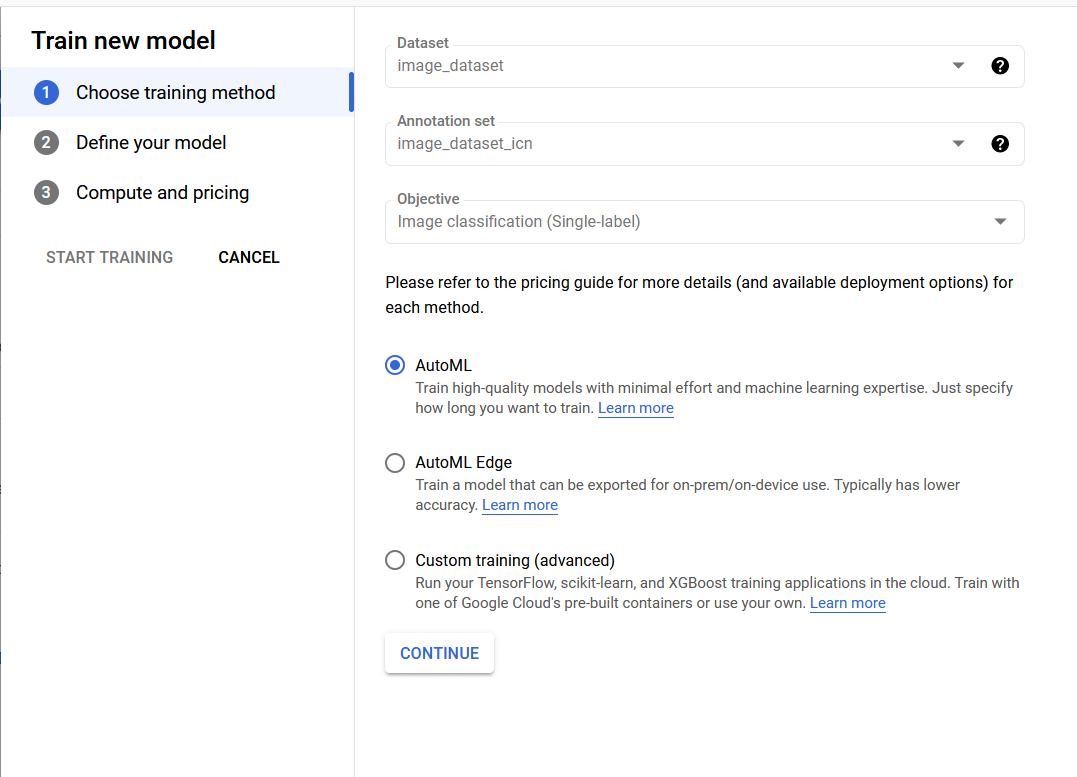 Train new model
1 Choose training method
2 Define your model
3 Compute and pricing
START TRAINING CANCEL
Dataset
image_dataset
?
Annotation set
image_dataset_icn
?
Objective
Image classification (Single-label)
Please refer to the pricing guide for more details (and available deployment options) for
each method.
AutoML
Train high-quality models with minimal effort and machine learning expertise. Just specify
how long you want to train. Learn more
AutoML Edge
Train a model that can be exported for on-prem/on-device use. Typically has lower
accuracy. Learn more
Custom training (advanced)
Run your TensorFlow, scikit-learn, and XGBoost training applications in the cloud. Train with
one of Google Cloud's pre-built containers or use your own. Learn more
CONTINUE